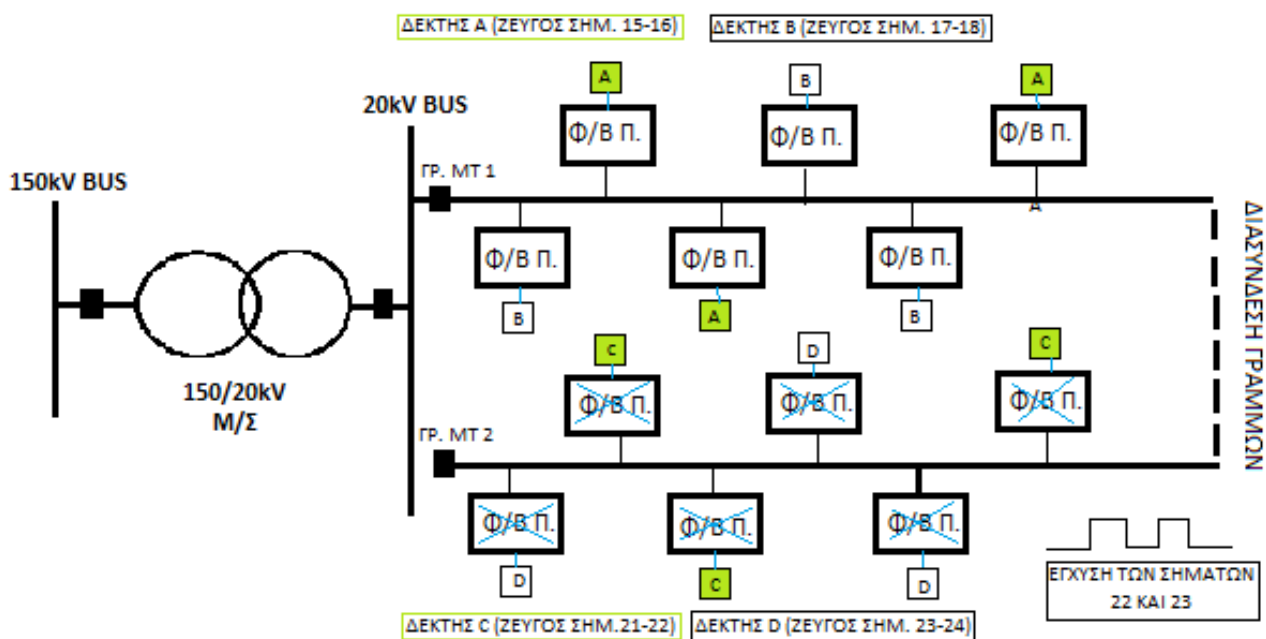 ΔΕΚΤΗΣ Α (ΖΕΥΓΟΣ ΣΗΜ. 15-16)
ΔΕΚΤΗΣ Β (ΖΕΥΓΟΣ ΣΗΜ. 17-18)
A
B
A
20kV BUS
Φ/Β Π.
Φ/Β Π.
Φ/Β Π.
ΓΡ. ΜΤ 1
150kV BUS
A
Φ/Β Π.
Φ/Β Π.
Φ/Β Π.
B
A
B
ΔΙΑΣΥΝΔΕΣΗ ΓΡΑΜΜΩΝ
C
D
C
150/20kV
Μ/Σ
Φ/Β Π.
Φ/Β Π.
Φ/Β Π.
ΓΡ. ΜΤ 2
Φ/Β Π.
Φ/Β Π.
Φ/Β Π.
D
C
D
ΕΓΧΥΣΗ ΤΩΝ ΣΗΜΑΤΩΝ
22 ΚΑΙ 23
ΔΕΚΤΗΣ C (ΖΕΥΓΟΣ ΣΗΜ.21-22)
ΔΕΚΤΗΣ D (ΖΕΥΓΟΣ ΣΗΜ. 23-24)